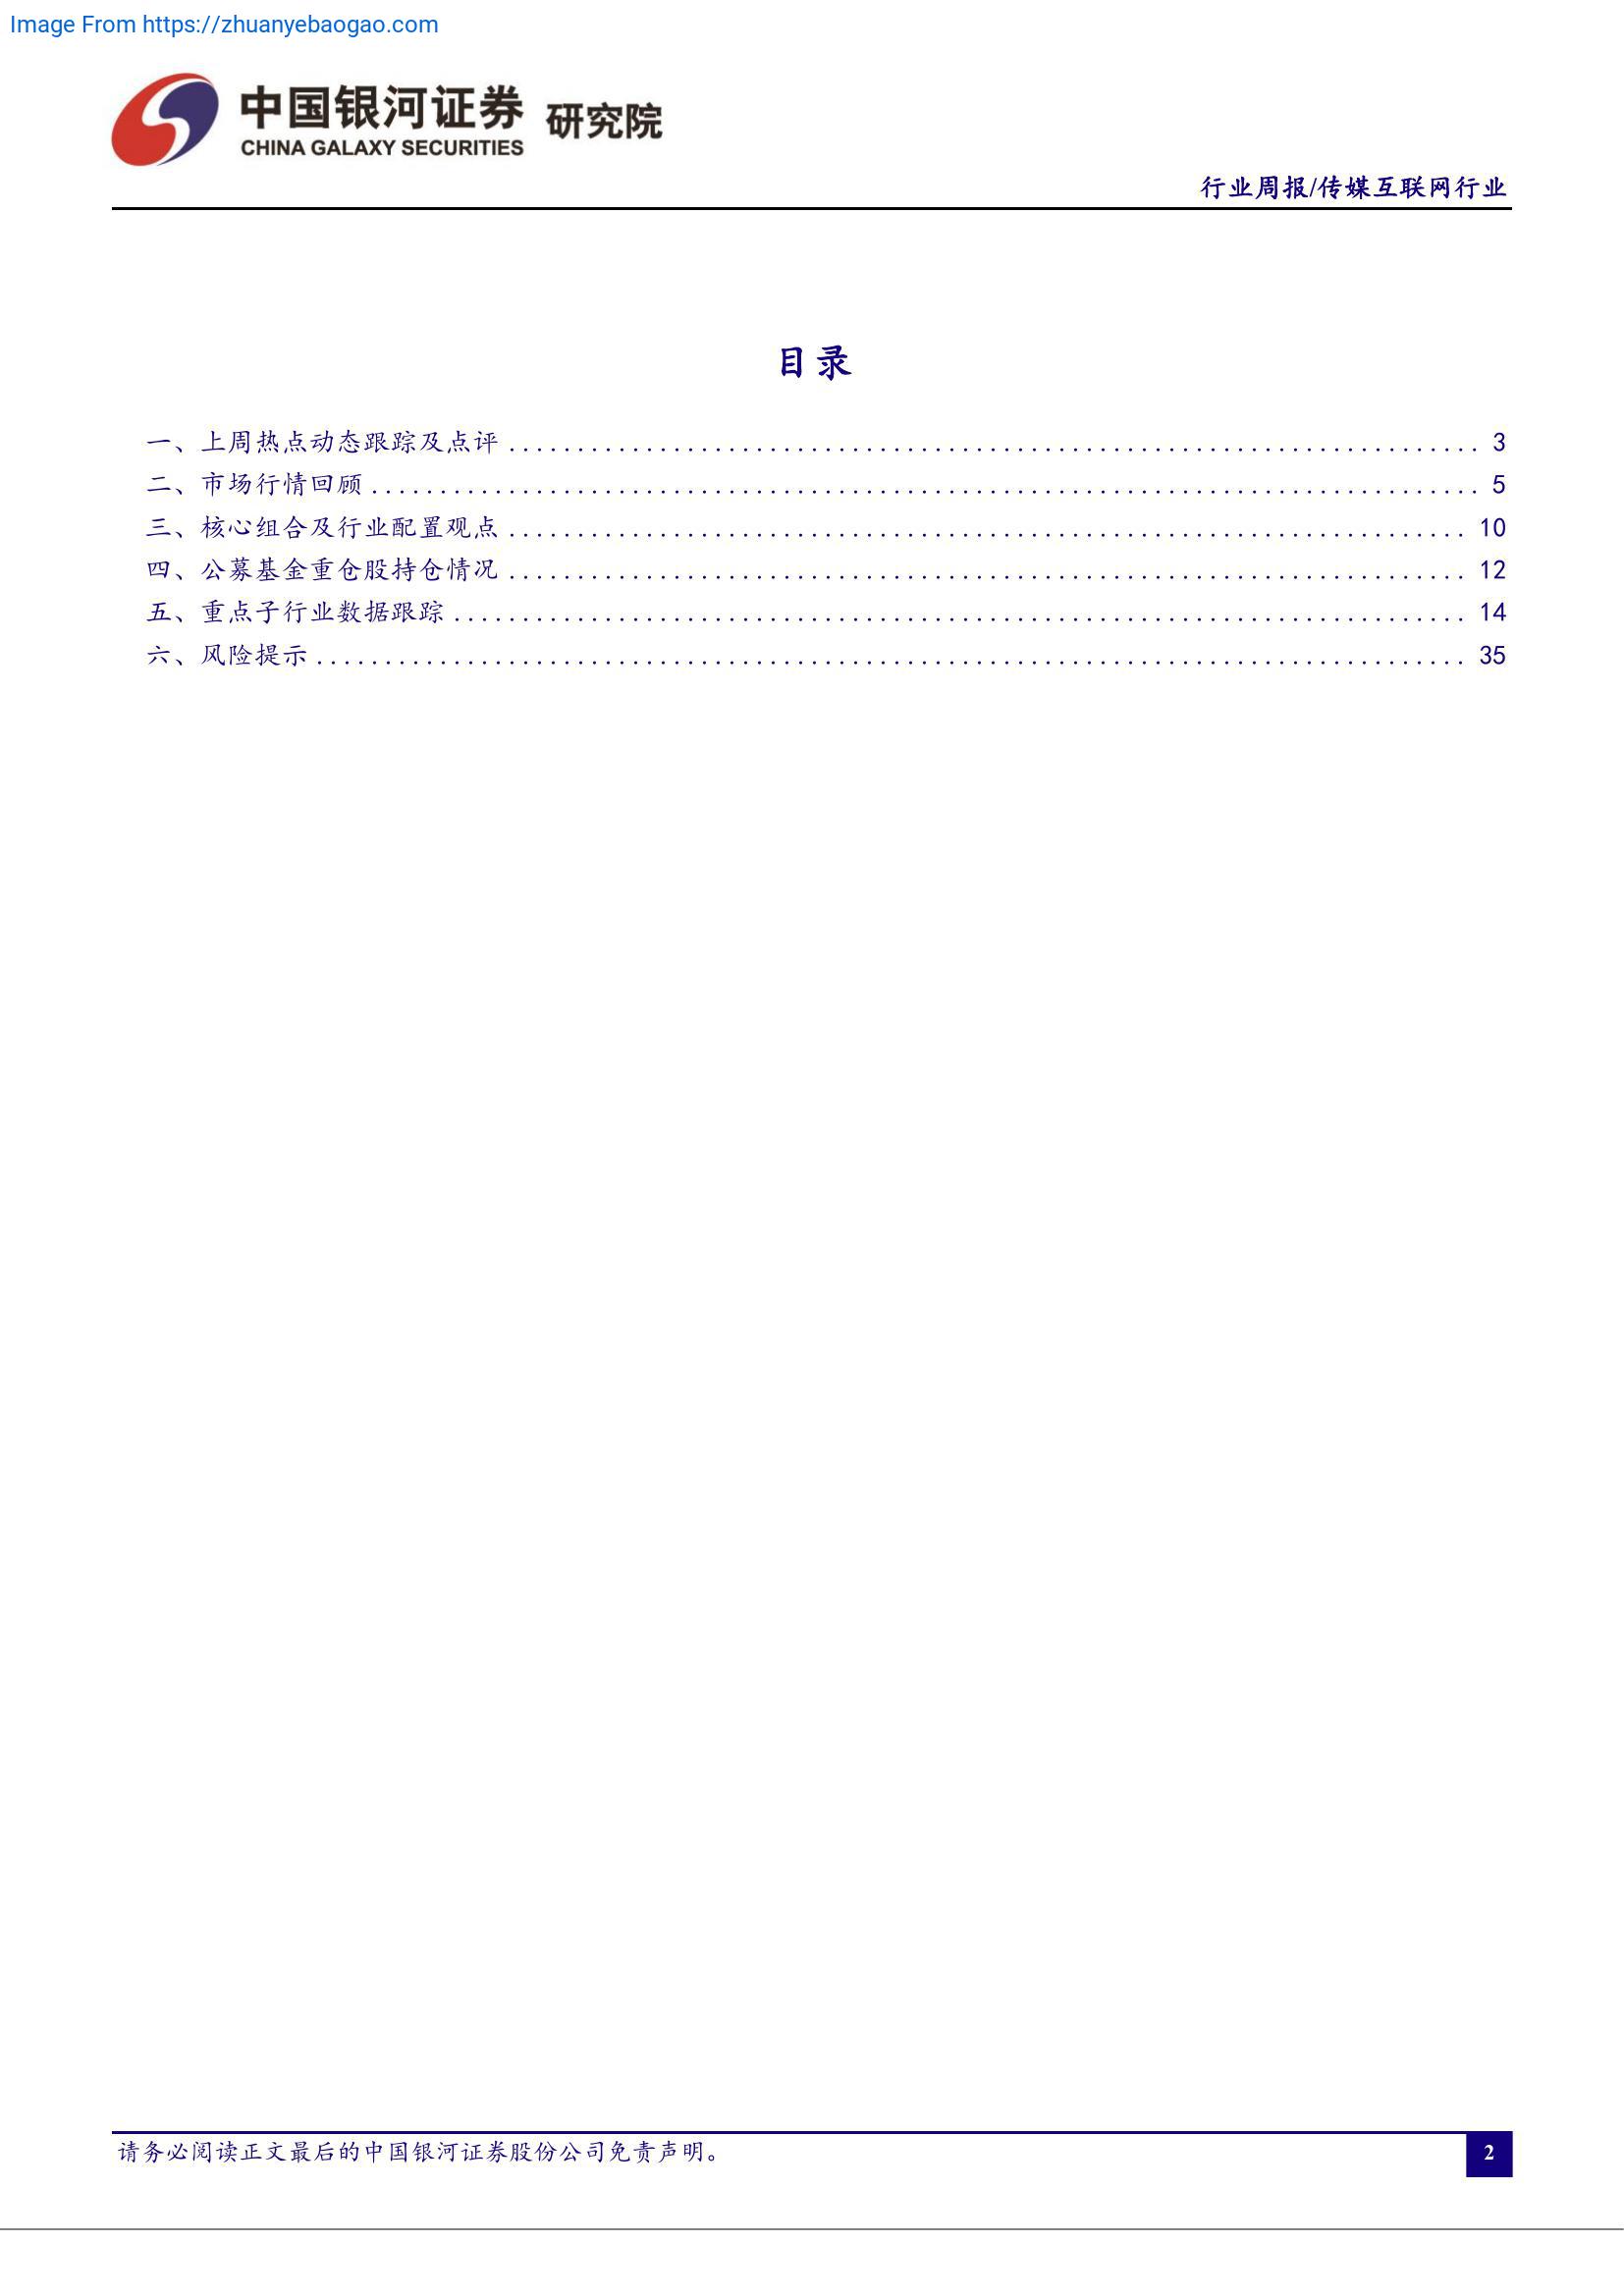 Image From https://zhuanyebaogao.com
中国银河证券 研究院
CHINA GALAXY SECURITIES
行业周报/传媒互联网行业
目录
一、上周热点动态跟踪及点评 3
二、市场行情回顾 5
三、核心组合及行业配置观点 10
四、公募基金重仓股持仓情况 12
五、重点子行业数据跟踪 14
六、风险提示 35
请务必阅读正文最后的中国银河证券股份公司免责声明。
2